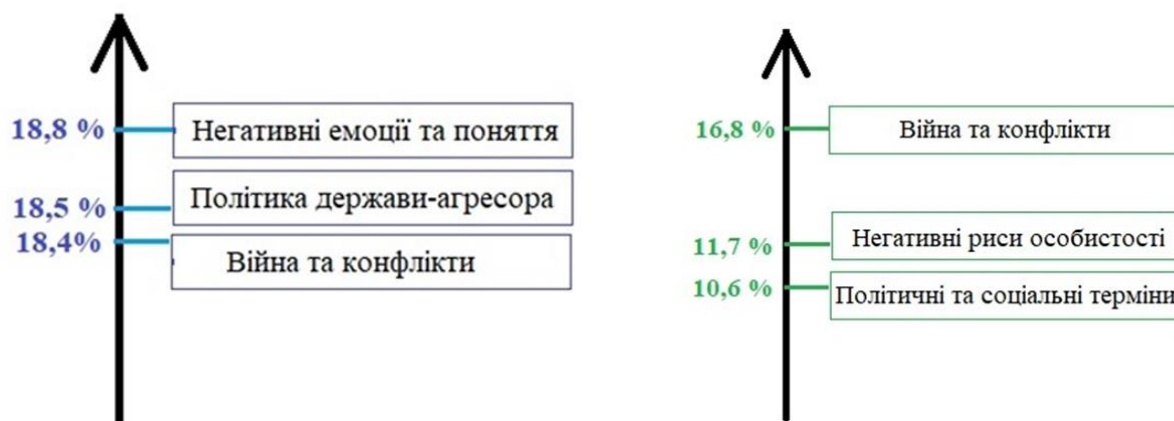 18,8 %
Негативні емоції та поняття
18,5 %
Політика держави-агресора
18,4%
Війна та конфлікти
16,8 %
Війна та конфлікти
11,7 %
Негативні риси особистості
10,6 %
Політичні та соціальні терміни